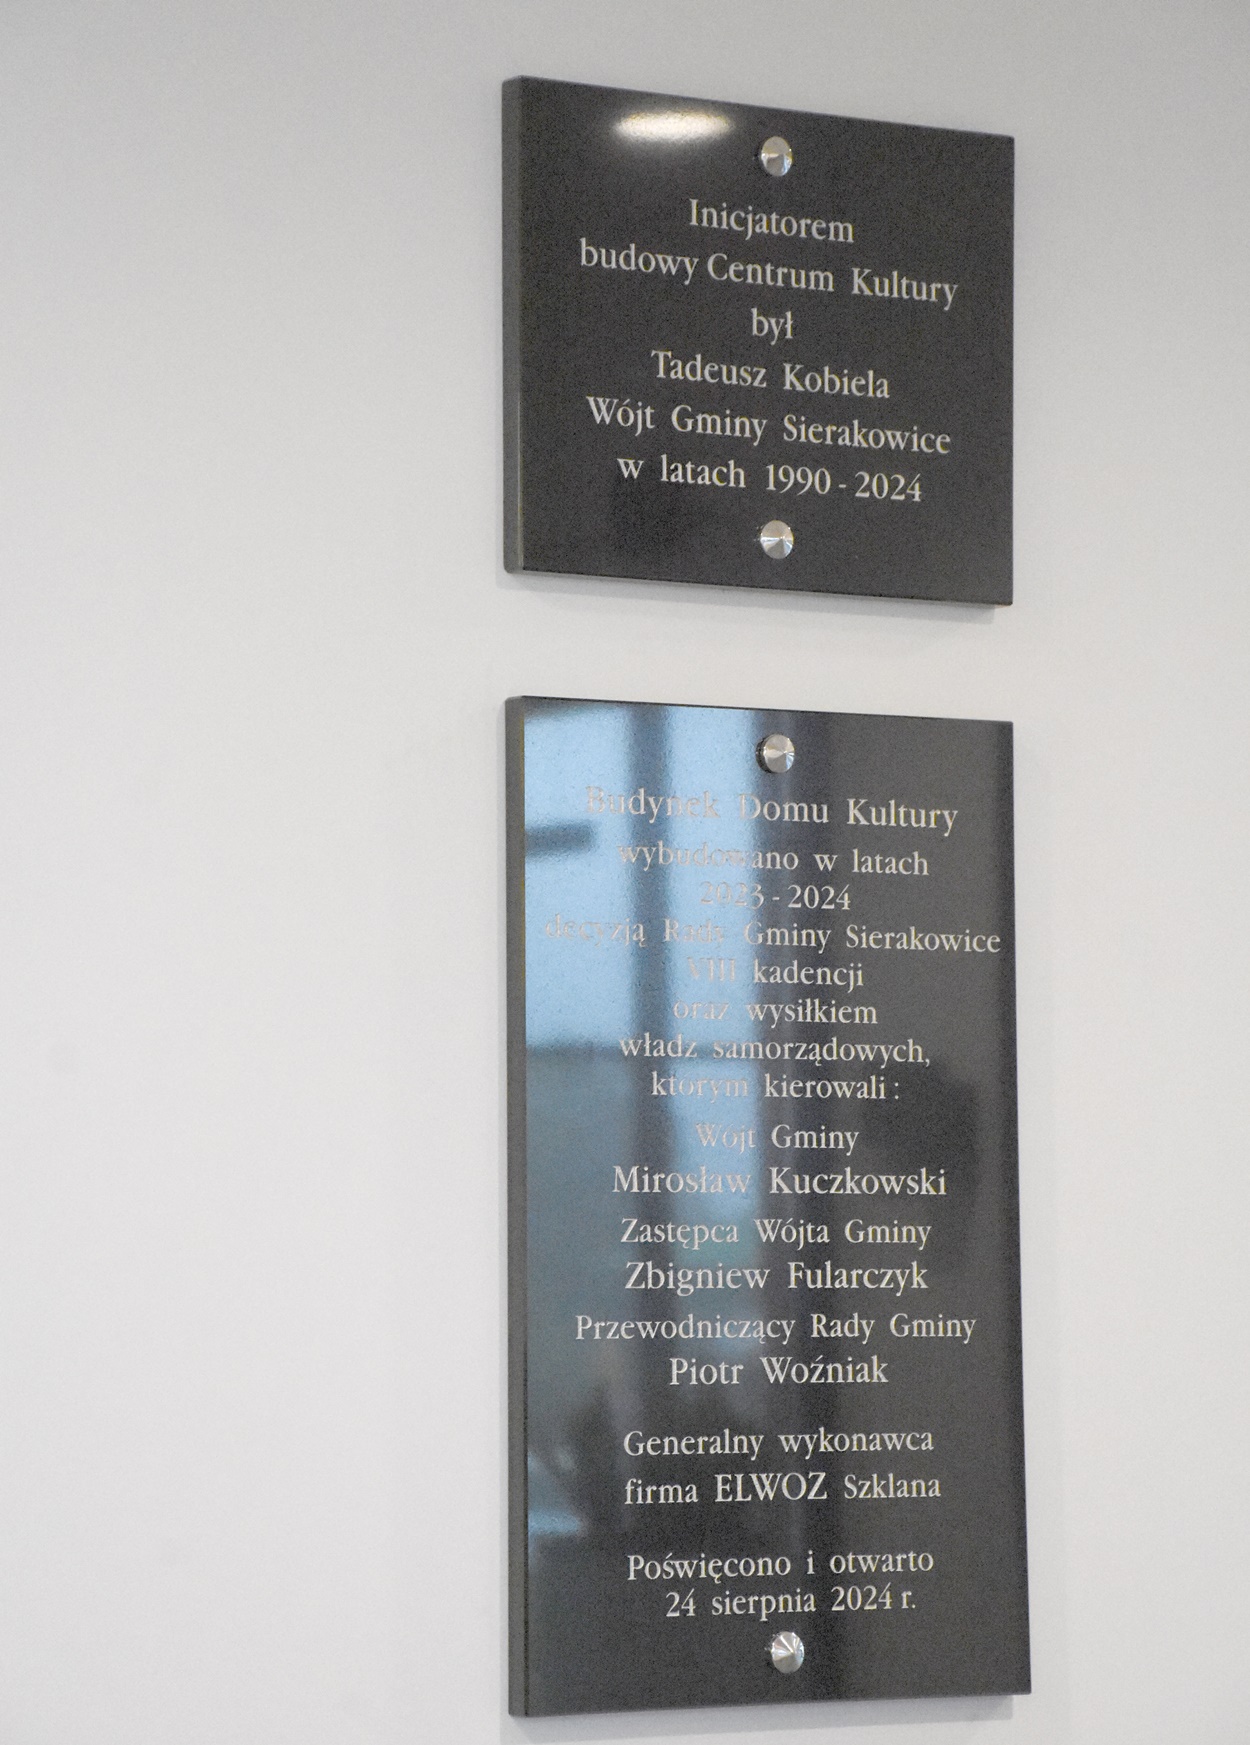 Inicjatorem
budowy Centrum Kultury
był
Tadeusz Kobiela
Wójt Gminy Sierakowice
w latach 1990 - 2024
Budynek Domu Kultury
wybudowano w latach
2023 - 2024
decyzją Rady Gminy Sierakowice
VIII kadencji
oraz wysiłkiem
władz samorządowych,
którym kierowali :
Wójt Gminy
Mirosław Kuczkowski
Zastępca Wójta Gminy
Zbigniew Fularczyk
Przewodniczący Rady Gminy
Piotr Woźniak
Generalny wykonawca
firma ELWOZ Szklana
Poświęcono i otwarto
24 sierpnia 2024 r.